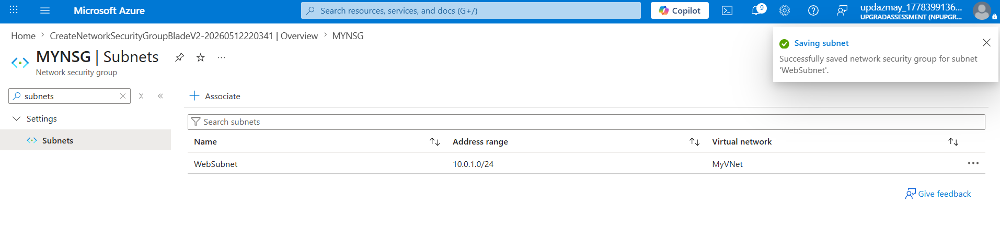 Microsoft Azure
Search resources, services, and docs (G+/)
Copilot
9
updazmay_1778399136...
UPGRADASSESSMENT (NPUPGR...
Home > CreateNetworkSecurityGroupBladeV2-20260512220341 | Overview > MYNSG
MYNSG | Subnets
Network security group
Saving subnet
Successfully saved network security group for subnet
'WebSubnet'.
subnets
Associate
Settings
Search subnets
Subnets
Name Address range Virtual network
WebSubnet 10.0.1.0/24 MyVNet
Give feedback